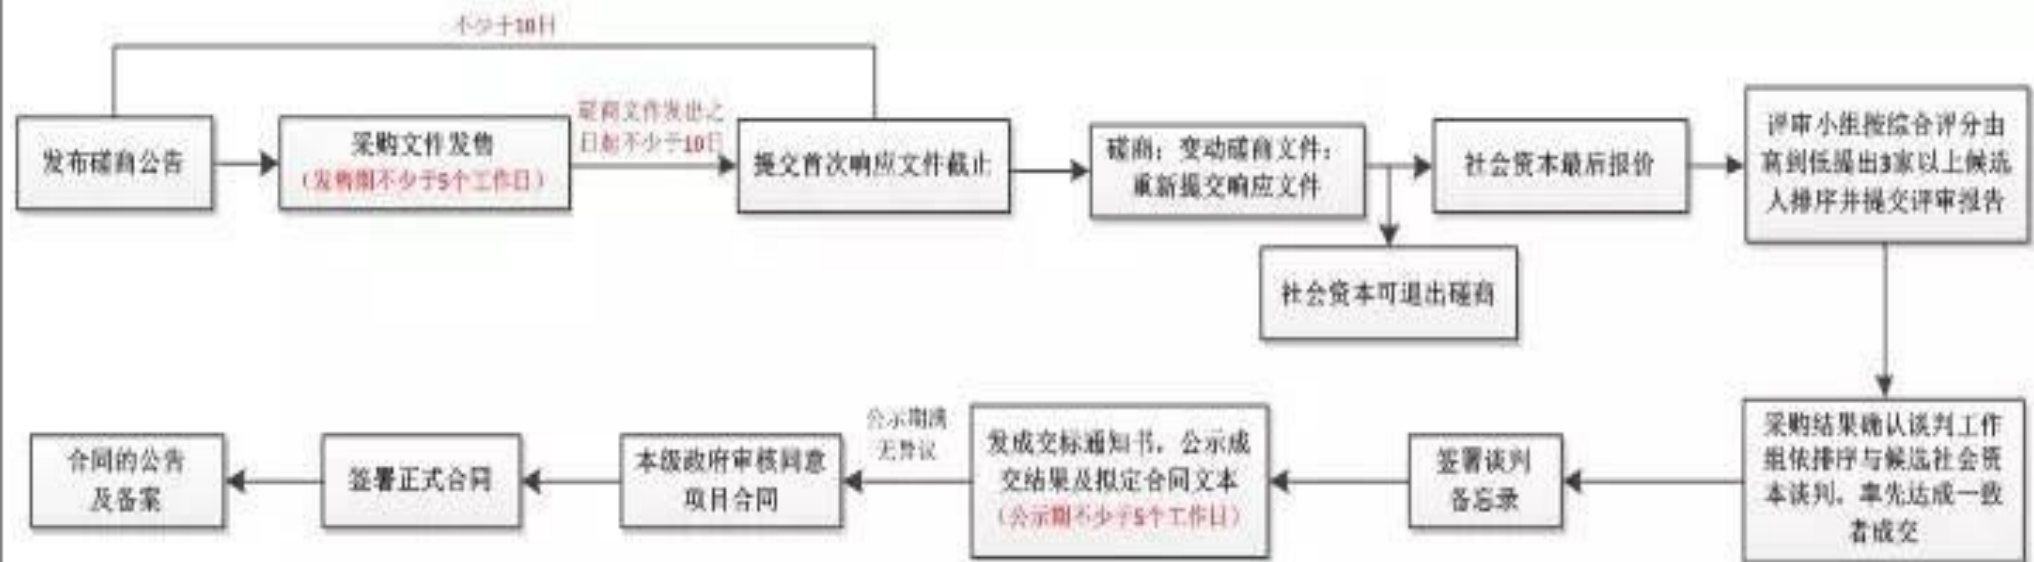 不少于10日
发布磋商公告
采购文件发售
（发售期不少于5个工作日）
磋商文件发出之
日起不少于10日
提交首次响应文件截止
磋商；变动磋商文件；
重新提交响应文件
社会资本最后报价
评审小组按综合评分由
高到低提出3家以上候选
人排序并提交评审报告
社会资本可退出磋商
采购结果确认谈判工作
组依排序与候选社会资
本谈判，率先达成一致
者成交
签署谈判
备忘录
发成交标通知书，公示成
交结果及拟定合同文本
（公示期不少于5个工作日）
公示期满
无异议
本级政府审核同意
项目合同
签署正式合同
合同的公告
及备案